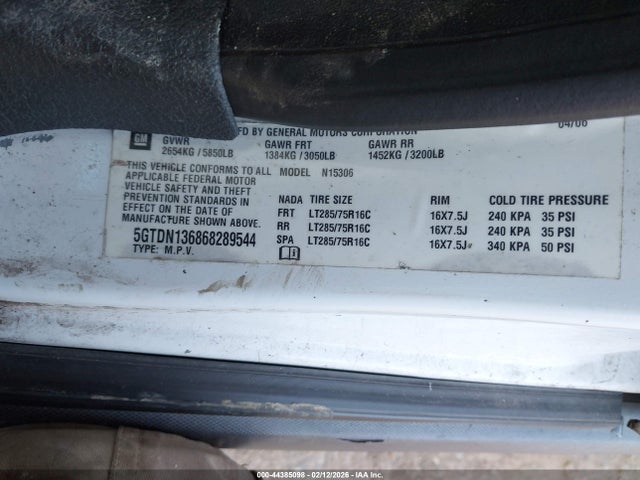 MFD BY GENERAL MOTORS CORPORATION 04/06
GM
GVWR GAWR FRT GAWR RR
2654KG / 5850LB 1384KG / 3050LB 1452KG / 3200LB
THIS VEHICLE CONFORMS TO ALL MODEL N15306
APPLICABLE FEDERAL MOTOR
VEHICLE SAFETY AND THEFT
PREVENTION STANDARDS IN
EFFECT ON THE DATE OF
MANUFACTURE SHOWN ABOVE.
5GTDN136868289544
TYPE: M.P.V.
NADA TIRE SIZE RIM COLD TIRE PRESSURE
FRT LT285/75R16C 16X7.5J 240 KPA 35 PSI
RR LT285/75R16C 16X7.5J 240 KPA 35 PSI
SPA LT285/75R16C 16X7.5J 340 KPA 50 PSI
000-44385098 | 02/12/2026 | © Copyright IAA, LLC